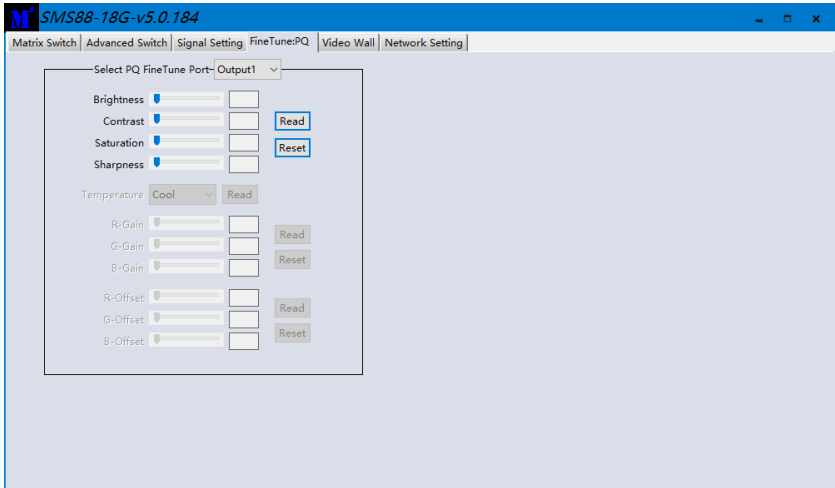 M SMS88-18G-v5.0.184
Matrix Switch Advanced Switch Signal Setting FineTune:PQ Video Wall Network Setting
Select PQ FineTune Port Output1
Brightness
Contrast Read
Saturation Reset
Sharpness
Temperature Cool Read
R-Gain
Read
G-Gain
Reset
B-Gain
R-Offset
Read
G-Offset
Reset
B-Offset